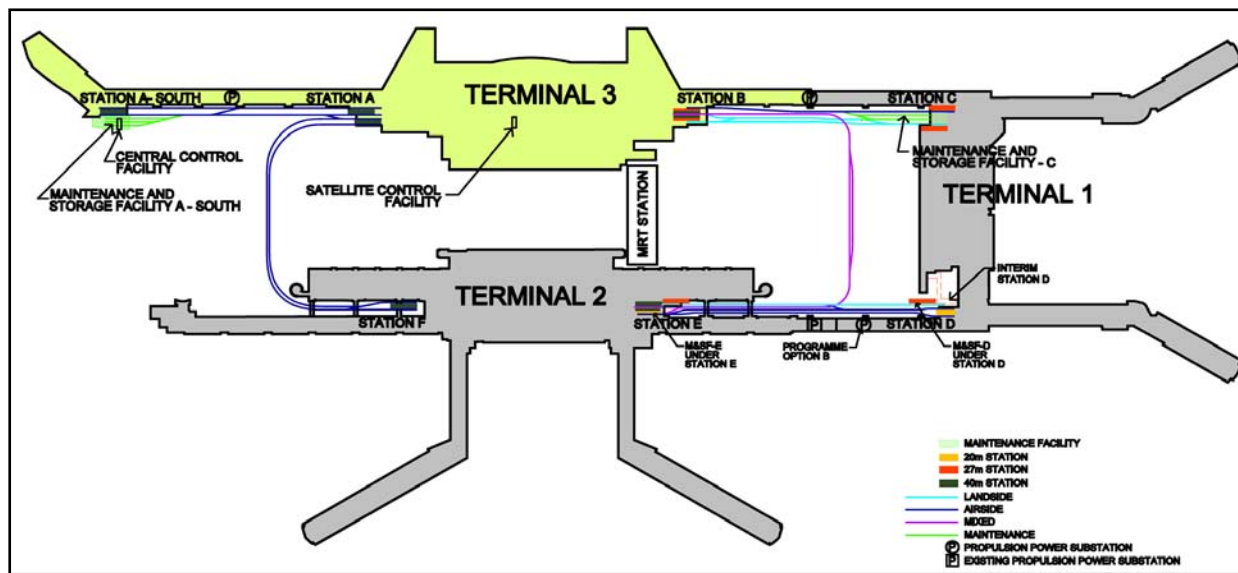 STATION A- SOUTH
P
STATION A
TERMINAL 3
STATION B
P
STATION C
CENTRAL CONTROL
FACILITY
MAINTENANCE AND
STORAGE FACILITY A - SOUTH
SATELLITE CONTROL
FACILITY
MRT STATION
MAINTENANCE AND
STORAGE FACILITY - C
TERMINAL 1
TERMINAL 2
INTERIM
STATION D
STATION F
STATION E
P
P
STATION D
M&SF-E
UNDER
STATION E
PROGRAMME
OPTION B
M&SF-D
UNDER
STATION D
MAINTENANCE FACILITY
20m STATION
27m STATION
40m STATION
LANDSIDE
AIRSIDE
MIXED
MAINTENANCE
P PROPULSION POWER SUBSTATION
P EXISTING PROPULSION POWER SUBSTATION